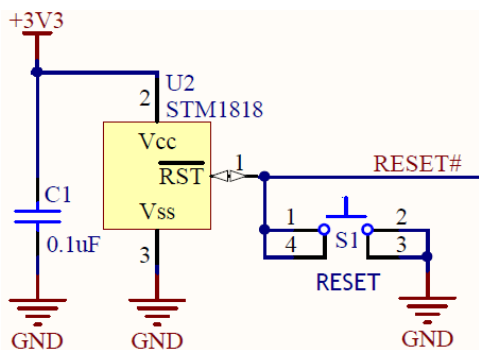 +3V3
U2
STM1818
2
Vcc
RST
1
RESET#
Vss
C1
0.1uF
3
1
2
4
S1
3
RESET
GND
GND
GND